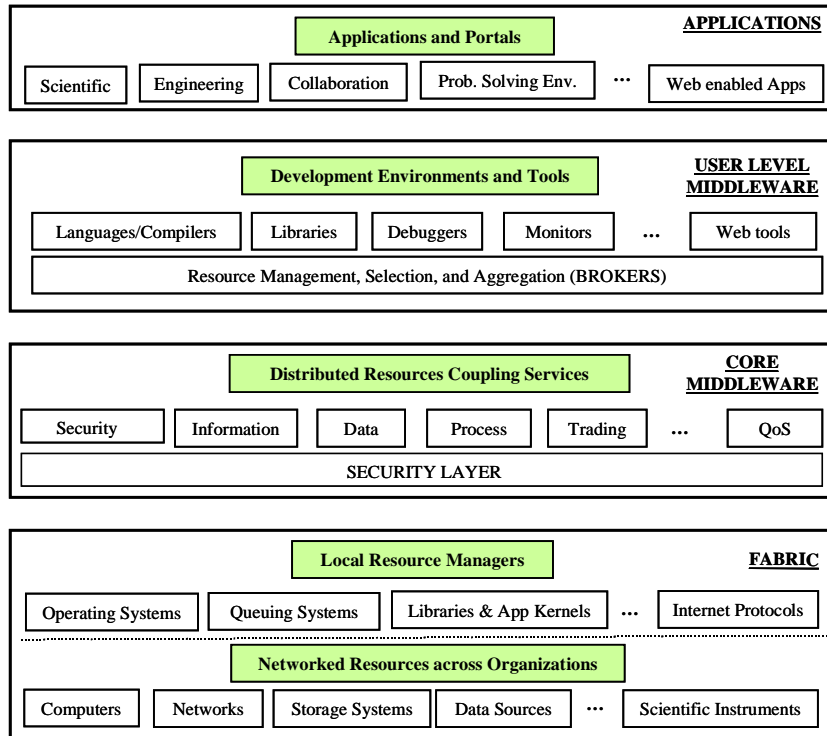 APPLICATIONS
Applications and Portals
Scientific Engineering Collaboration Prob. Solving Env. ... Web enabled Apps
USER LEVEL
MIDDLEWARE
Development Environments and Tools
Languages/Compilers Libraries Debuggers Monitors ... Web tools
Resource Management, Selection, and Aggregation (BROKERS)
CORE
MIDDLEWARE
Distributed Resources Coupling Services
Security Information Data Process Trading ... QoS
SECURITY LAYER
FABRIC
Local Resource Managers
Operating Systems Queuing Systems Libraries & App Kernels ... Internet Protocols
Networked Resources across Organizations
Computers Networks Storage Systems Data Sources ... Scientific Instruments